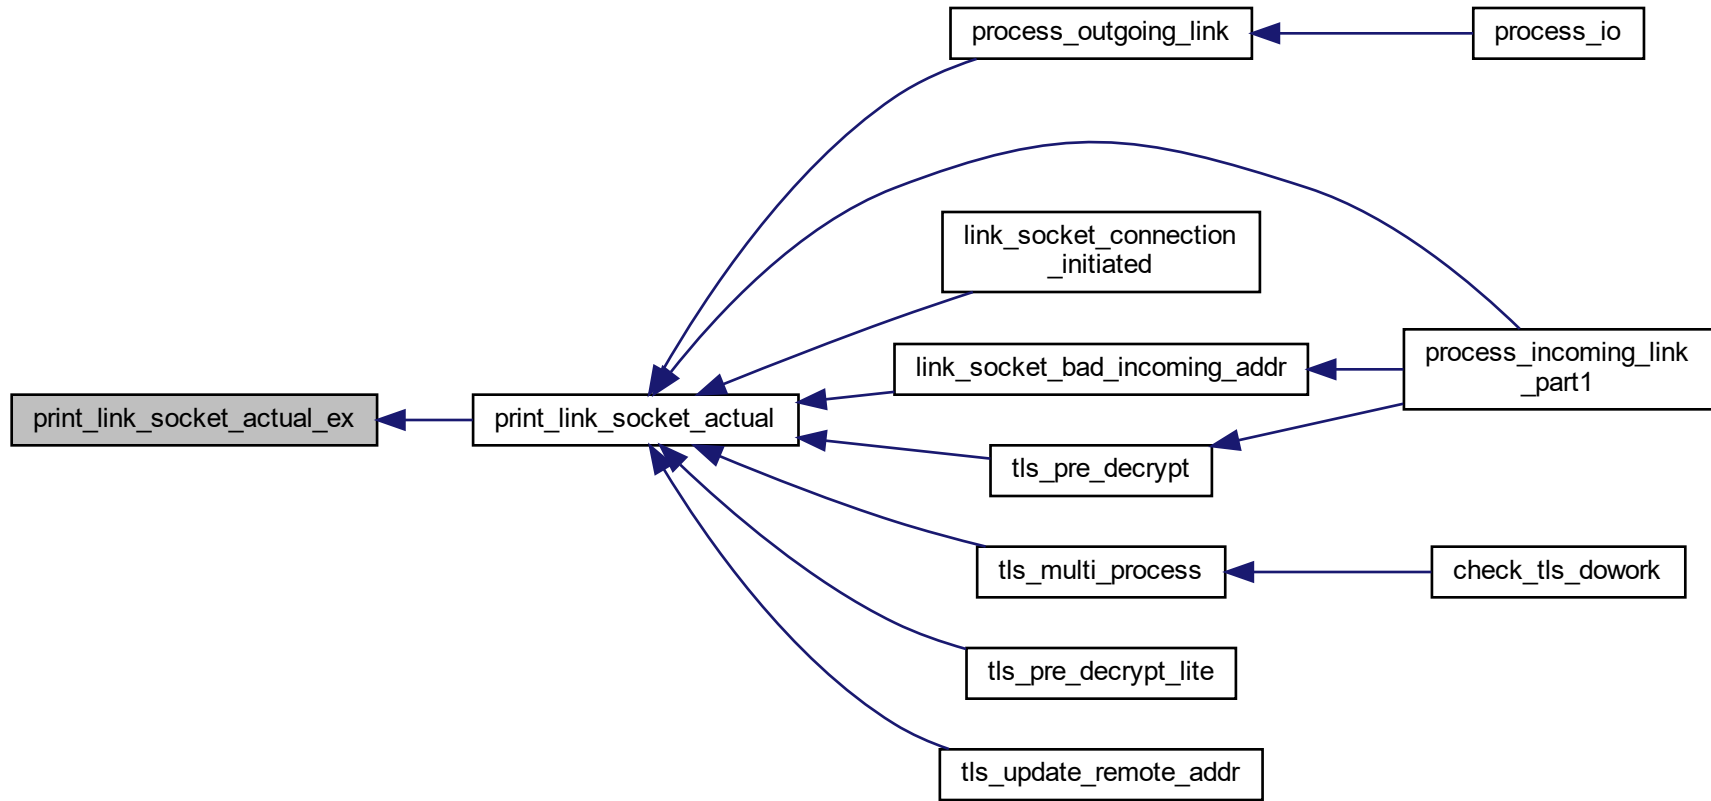 process_outgoing_link
process_io
link_socket_connection
_initiated
process_incoming_link
_part1
link_socket_bad_incoming_addr
print_link_socket_actual_ex
print_link_socket_actual
tls_pre_decrypt
tls_multi_process
check_tls_dowork
tls_pre_decrypt_lite
tls_update_remote_addr